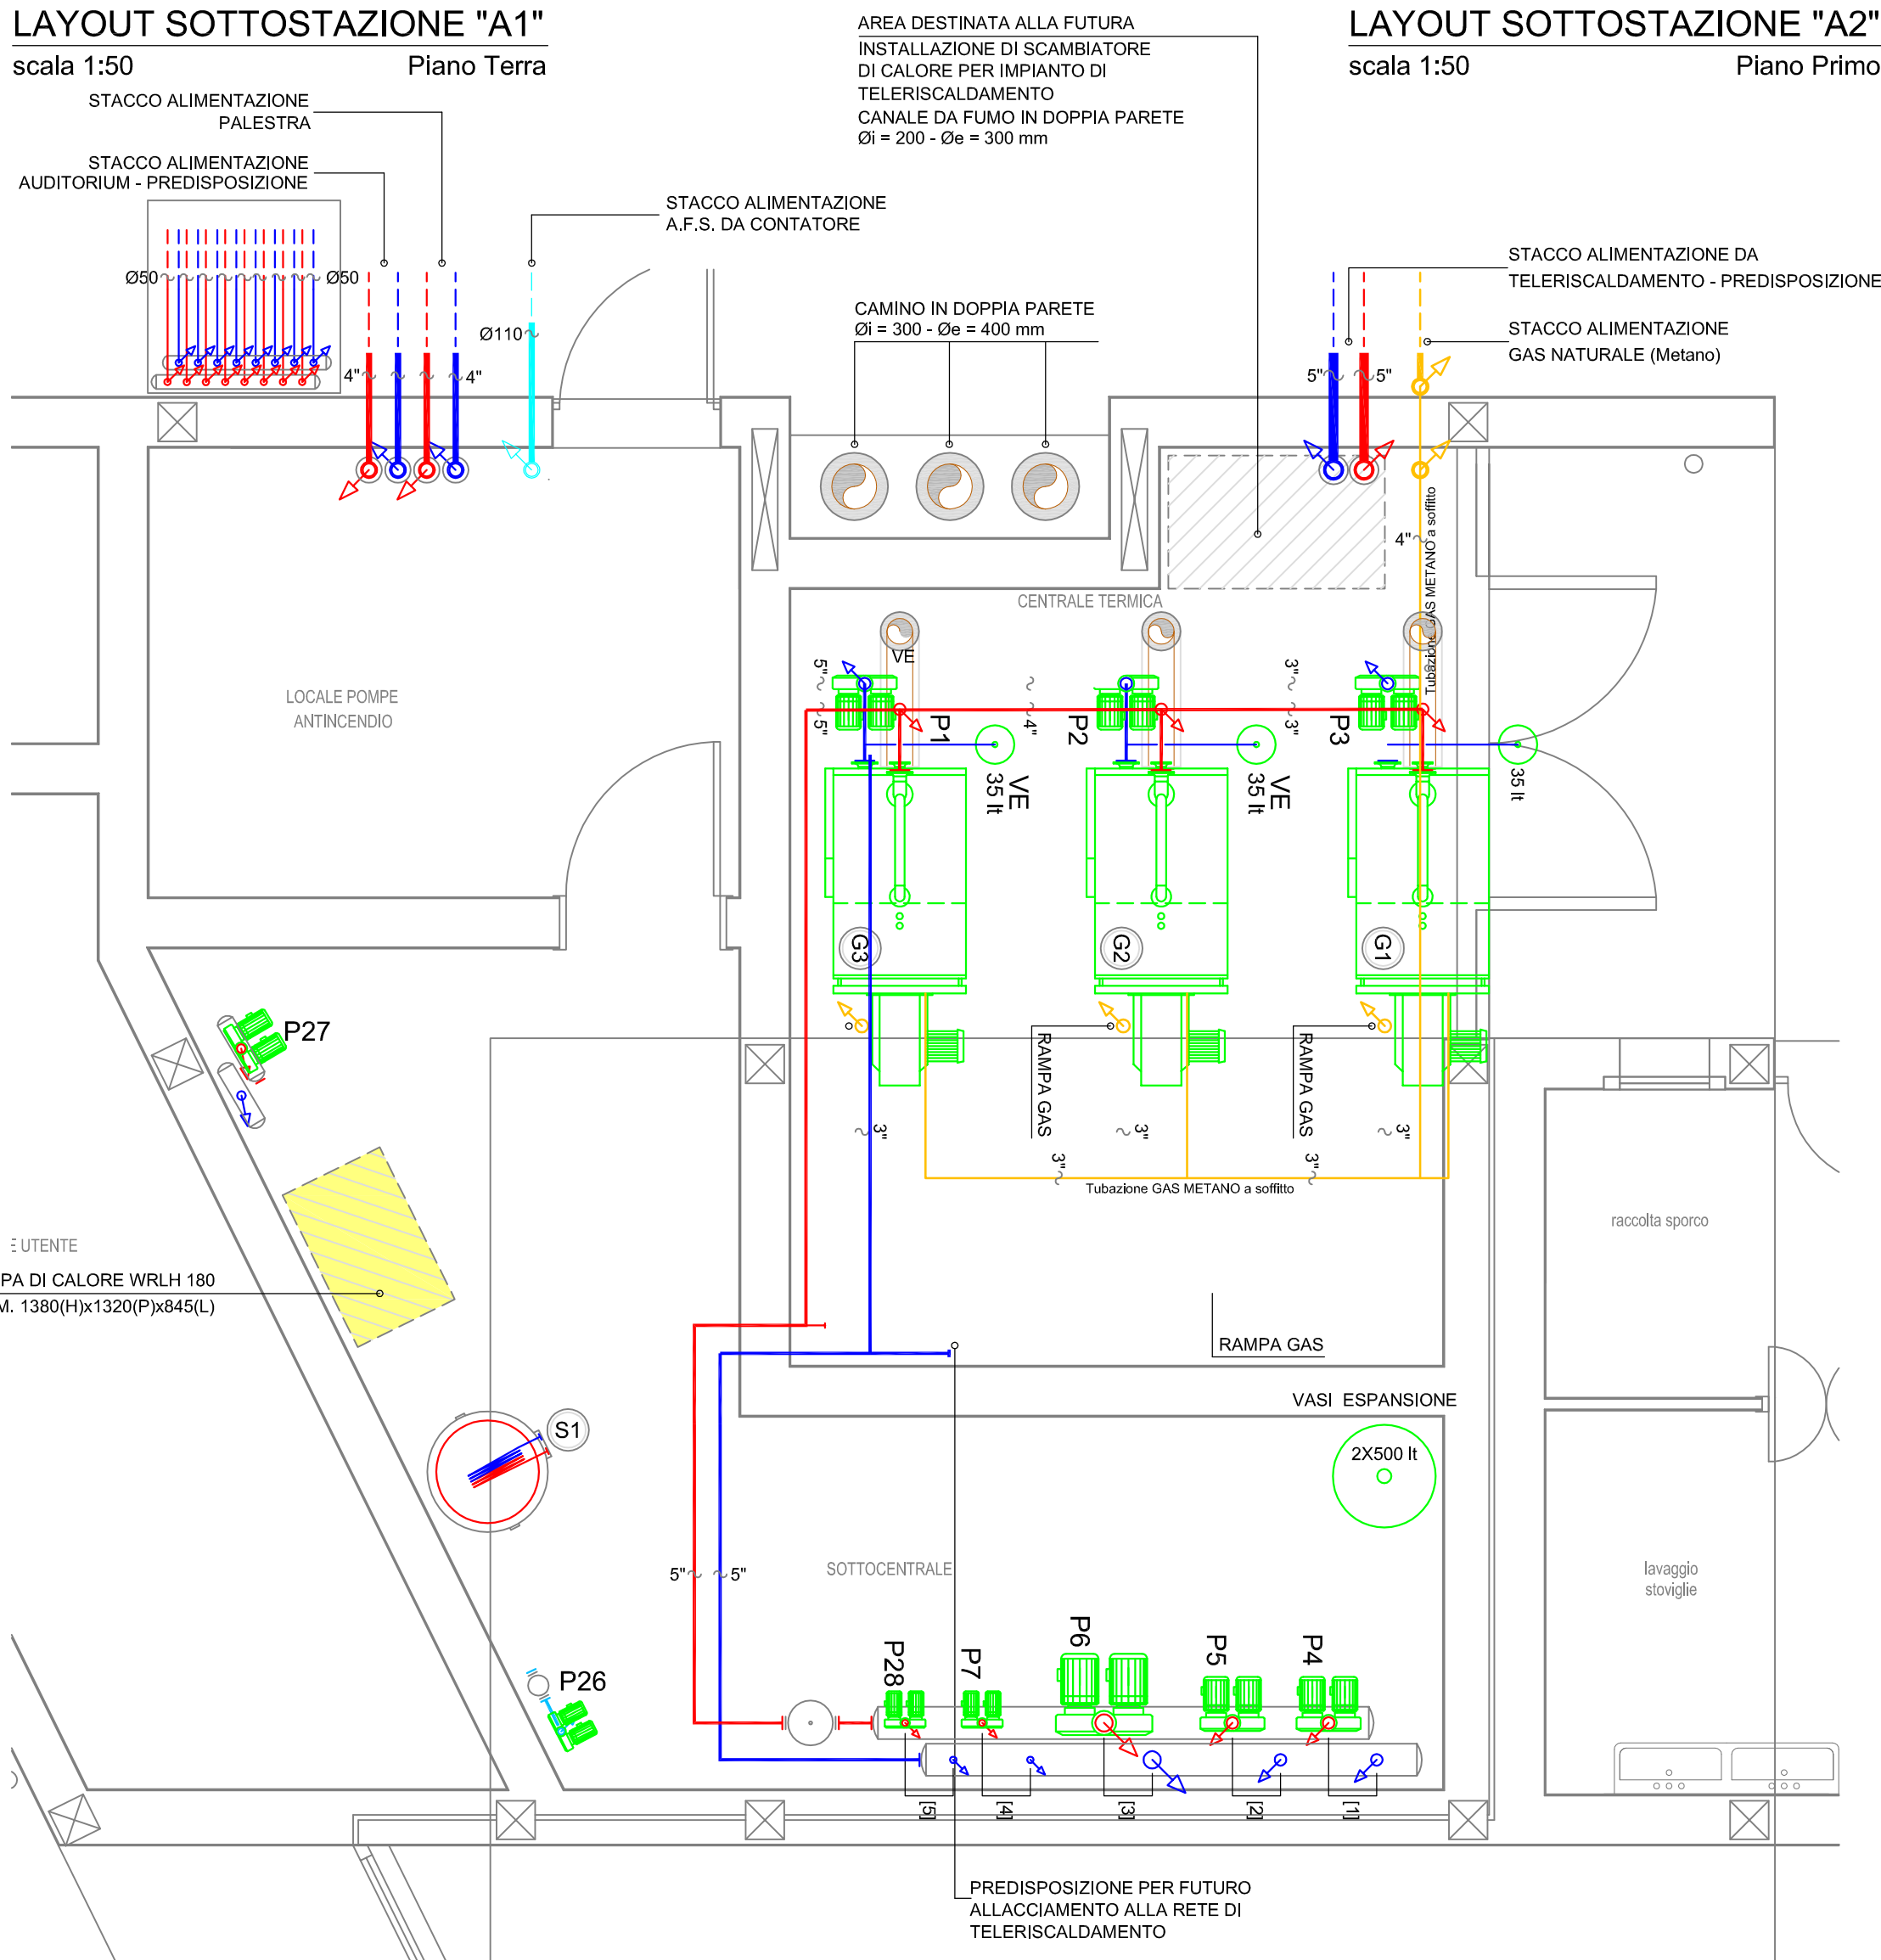 LAYOUT SOTTOSTAZIONE "A1"
scala 1:50 Piano Terra
AREA DESTINATA ALLA FUTURA
INSTALLAZIONE DI SCAMBIATORE
DI CALORE PER IMPIANTO DI
TELERISCALDAMENTO
CANALE DA FUMO IN DOPPIA PARETE
Øi = 200 - Øe = 300 mm
LAYOUT SOTTOSTAZIONE "A2"
scala 1:50 Piano Primo
STACCO ALIMENTAZIONE
PALESTRA
STACCO ALIMENTAZIONE
AUDITORIUM - PREDISPOSIZIONE
STACCO ALIMENTAZIONE
A.F.S. DA CONTATORE
STACCO ALIMENTAZIONE DA
TELERISCALDAMENTO - PREDISPOSIZIONE
STACCO ALIMENTAZIONE
GAS NATURALE (Metano)
CAMINO IN DOPPIA PARETE
Øi = 300 - Øe = 400 mm
Ø50
Ø50
Ø110
4"
4"
5"
5"
4"
Tubazione GAS METANO a soffitto
CENTRALE TERMICA
LOCALE POMPE
ANTINCENDIO
VE
5"
5"
P1
4"
P2
3"
3"
P3
VE
35 lt
VE
35 lt
35 lt
G3
G2
G1
RAMPA GAS
RAMPA GAS
3"
3"
3"
3"
3"
Tubazione GAS METANO a soffitto
P27
E UTENTE
PA DI CALORE WRLH 180
M. 1380(H)x1320(P)x845(L)
raccolta sporco
RAMPA GAS
VASI ESPANSIONE
2X500 lt
S1
5"
5"
SOTTOCENTRALE
lavaggio
stoviglie
P26
P28
P7
P6
P5
P4
[5]
[4]
[3]
[2]
[1]
PREDISPOSIZIONE PER FUTURO
ALLACCIAMENTO ALLA RETE DI
TELERISCALDAMENTO